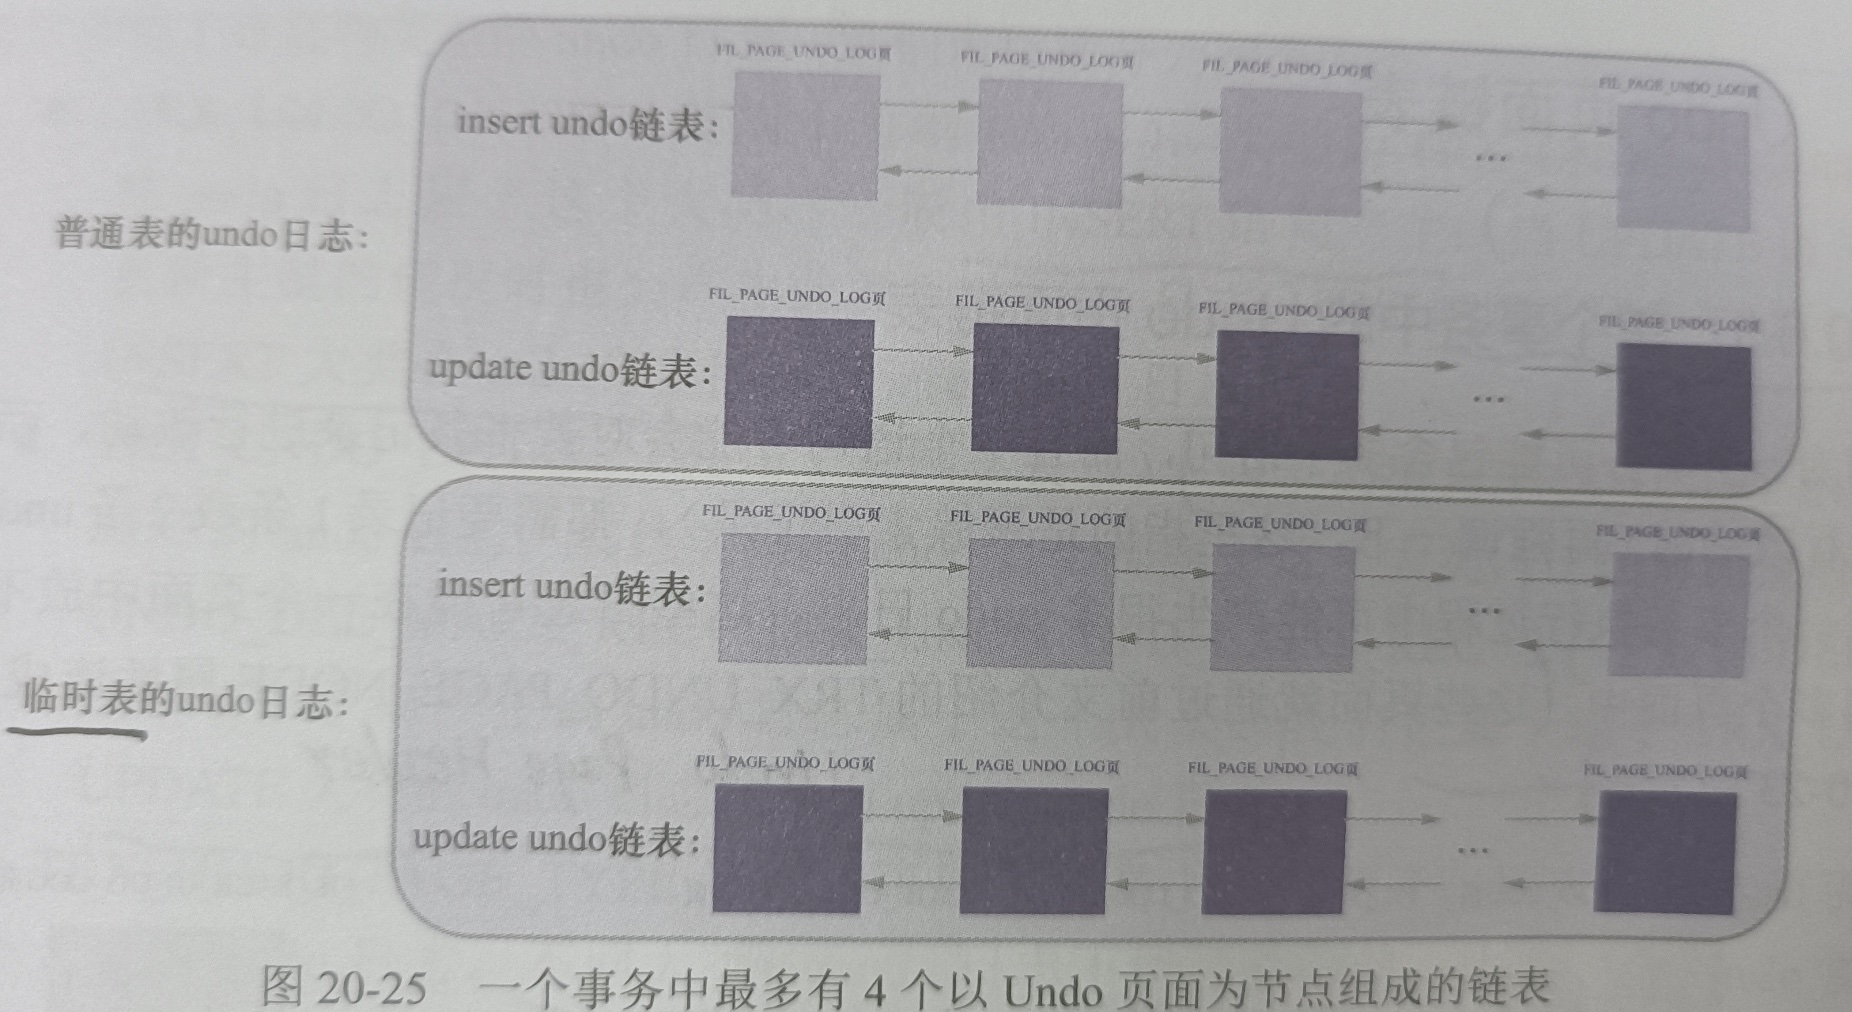 FIL_PAGE_UNDO_LOG页 FIL_PAGE_UNDO_LOG页 FIL_PAGE_UNDO_LOG页 FIL_PAGE_UNDO_LOG页
insert undo链表：
...
普通表的undo日志：
FIL_PAGE_UNDO_LOG页 FIL_PAGE_UNDO_LOG页 FIL_PAGE_UNDO_LOG页 FIL_PAGE_UNDO_LOG页
update undo链表：
...
FIL_PAGE_UNDO_LOG页 FIL_PAGE_UNDO_LOG页 FIL_PAGE_UNDO_LOG页 FIL_PAGE_UNDO_LOG页
insert undo链表：
...
临时表的undo日志：
FIL_PAGE_UNDO_LOG页 FIL_PAGE_UNDO_LOG页 FIL_PAGE_UNDO_LOG页 FIL_PAGE_UNDO_LOG页
update undo链表：
...
图 20-25 一个事务中最多有 4 个以 Undo 页面为节点组成的链表